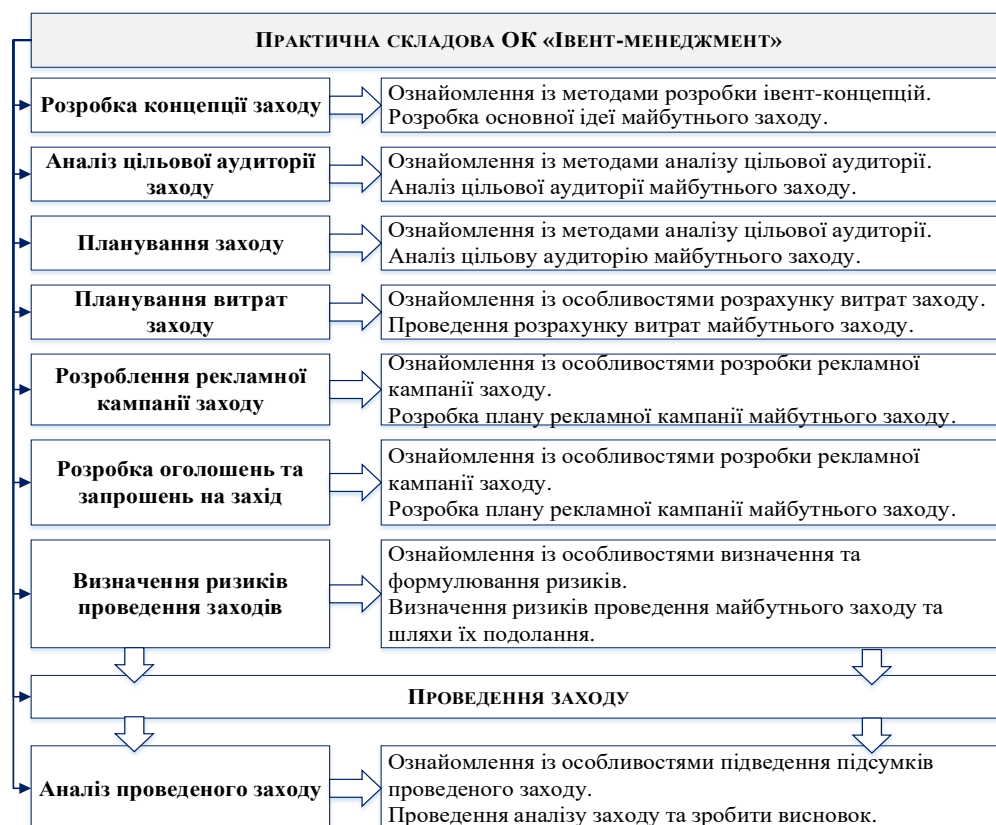 ПРАКТИЧНА СКЛАДОВА ОК «ІВЕНТ-МЕНЕДЖМЕНТ»
Розробка концепції заходу
Ознайомлення із методами розробки івент-концепцій.
Розробка основної ідеї майбутнього заходу.
Аналіз цільової аудиторії
заходу
Ознайомлення із методами аналізу цільової аудиторії.
Аналіз цільової аудиторії майбутнього заходу.
Планування заходу
Ознайомлення із методами аналізу цільової аудиторії.
Аналіз цільову аудиторію майбутнього заходу.
Планування витрат
заходу
Ознайомлення із особливостями розрахунку витрат заходу.
Проведення розрахунку витрат майбутнього заходу.
Розроблення рекламної
кампанії заходу
Ознайомлення із особливостями розробки рекламної
кампанії заходу.
Розробка плану рекламної кампанії майбутнього заходу.
Розробка оголошень та
запрошень на захід
Ознайомлення із особливостями розробки рекламної
кампанії заходу.
Розробка плану рекламної кампанії майбутнього заходу.
Визначення ризиків
проведення заходів
Ознайомлення із особливостями визначення та
формулювання ризиків.
Визначення ризиків проведення майбутнього заходу та
шляхи їх подолання.
ПРОВЕДЕННЯ ЗАХОДУ
Аналіз проведеного заходу
Ознайомлення із особливостями підведення підсумків
проведеного заходу.
Проведення аналізу заходу та зробити висновок.